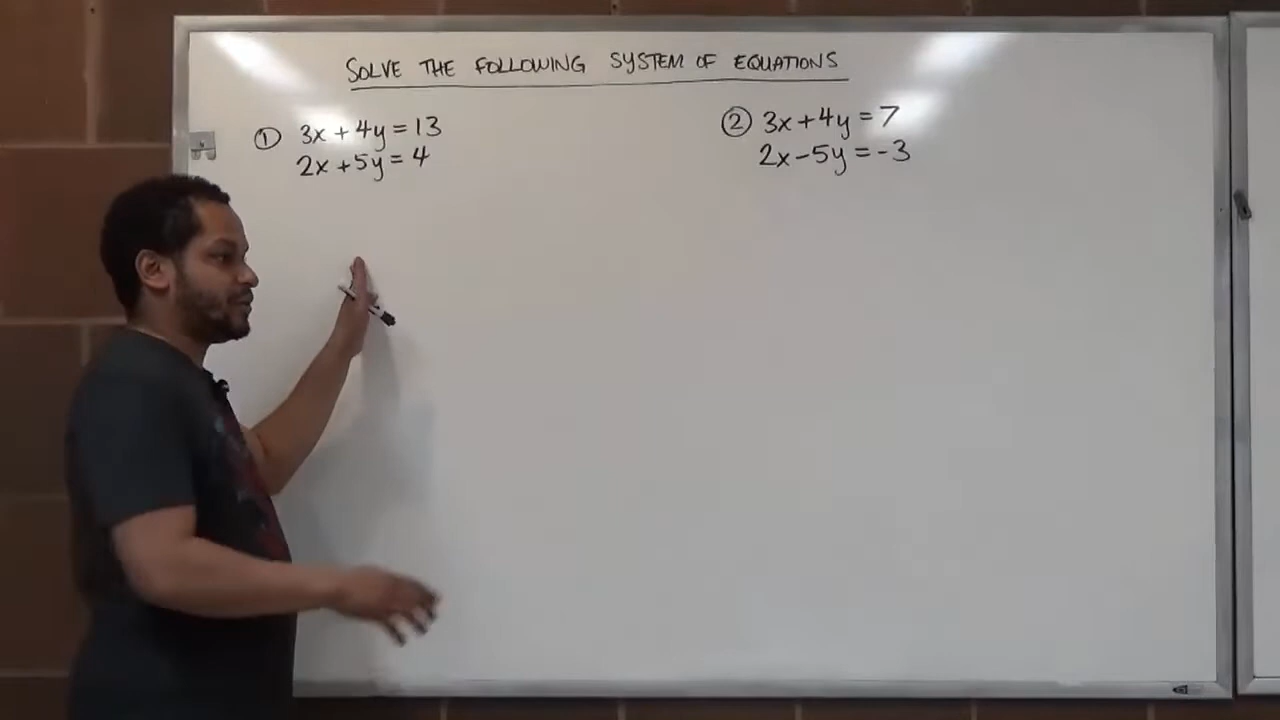 SOLVE THE FOLLOWING SYSTEM OF EQUATIONS
① 3x + 4y = 13
2x + 5y = 4
② 3x + 4y = 7
2x - 5y = -3